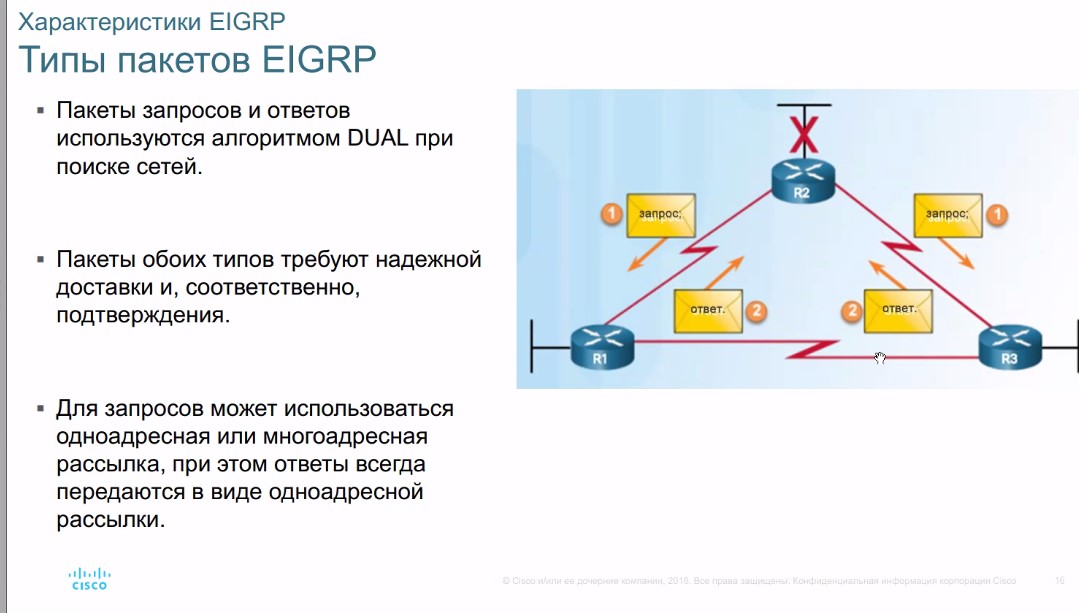 Характеристики EIGRP
Типы пакетов EIGRP
▪ Пакеты запросов и ответов
используются алгоритмом DUAL при
поиске сетей.
▪ Пакеты обоих типов требуют надежной
доставки и, соответственно,
подтверждения.
▪ Для запросов может использоваться
одноадресная или многоадресная
рассылка, при этом ответы всегда
передаются в виде одноадресной
рассылки.
R2
1 запрос;
запрос; 1
ответ. 2
2 ответ.
R1
R3
CISCO
© Cisco и/или ее дочерние компании, 2016. Все права защищены. Конфиденциальная информация корпорации Cisco
16